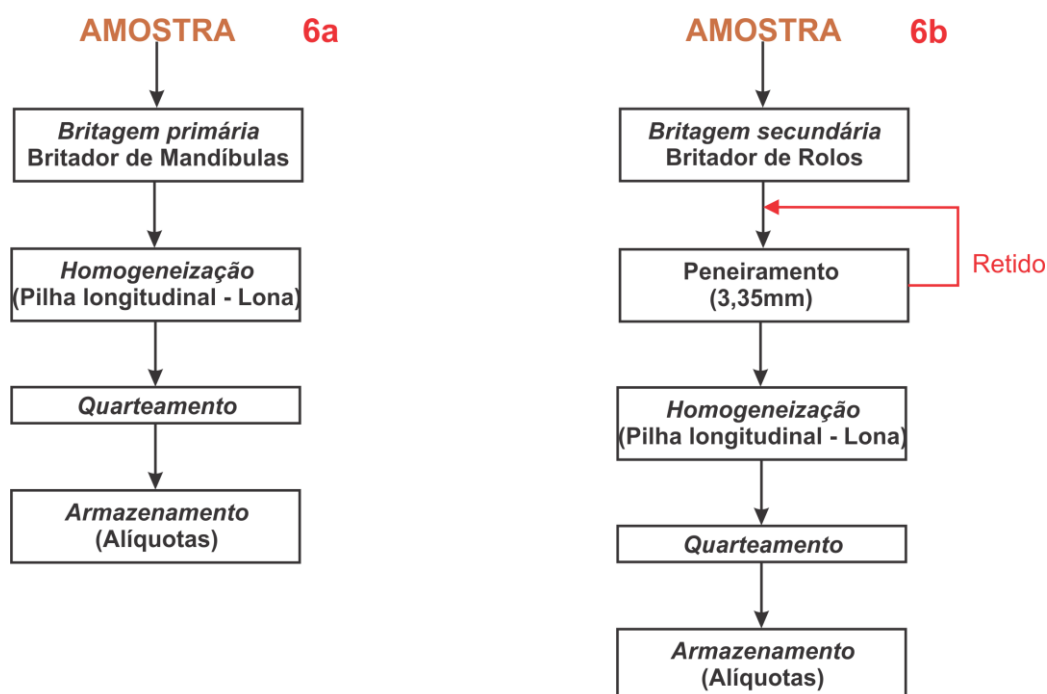 AMOSTRA 6a
Britagem primária
Britador de Mandíbulas
Homogeneização
(Pilha longitudinal - Lona)
Quarteamento
Armazenamento
(Alíquotas)
AMOSTRA 6b
Britagem secundária
Britador de Rolos
Peneiramento
(3,35mm)
Retido
Homogeneização
(Pilha longitudinal - Lona)
Quarteamento
Armazenamento
(Alíquotas)